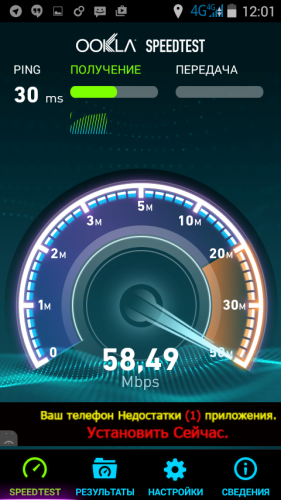 4G 4G 12:01
OOKLA SPEEDTEST
PING ПОЛУЧЕНИЕ ПЕРЕДАЧА
30 ms
0
1M
2M
3M
5M
10M
20M
30M
50M
58,49
Mbps
Ваш телефон Недостатки (1) приложения.
Установить Сейчас.
SPEEDTEST РЕЗУЛЬТАТЫ НАСТРОЙКИ СВЕДЕНИЯ